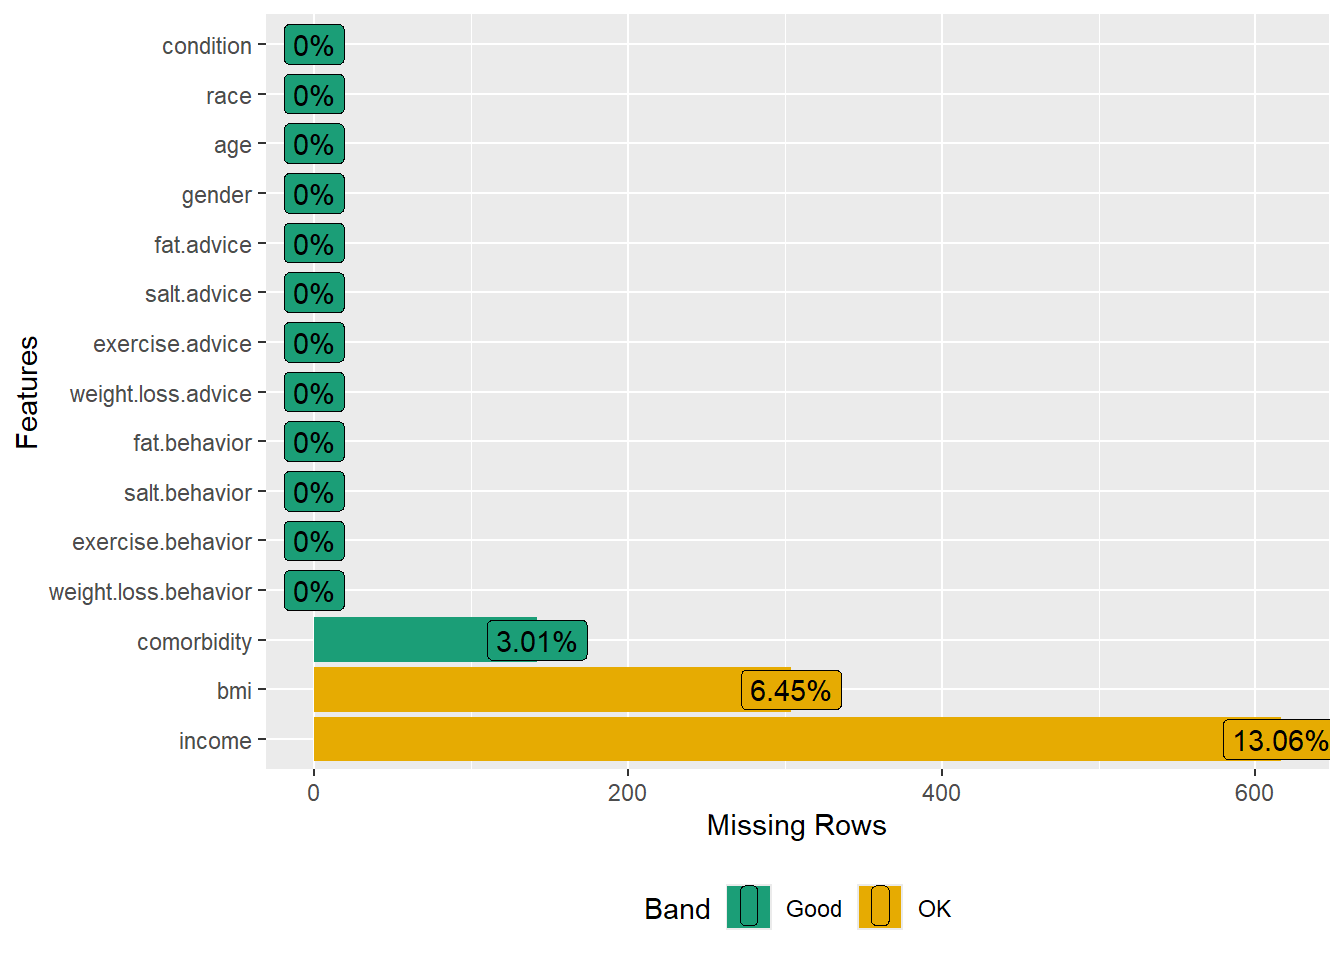 condition 0%
race 0%
age 0%
gender 0%
fat.advice 0%
salt.advice 0%
exercise.advice 0%
weight.loss.advice 0%
fat.behavior 0%
salt.behavior 0%
exercise.behavior 0%
weight.loss.behavior 0%
comorbidity 3.01%
bmi 6.45%
income 13.06%
Features
0 200 400 600
Missing Rows
Band Good OK